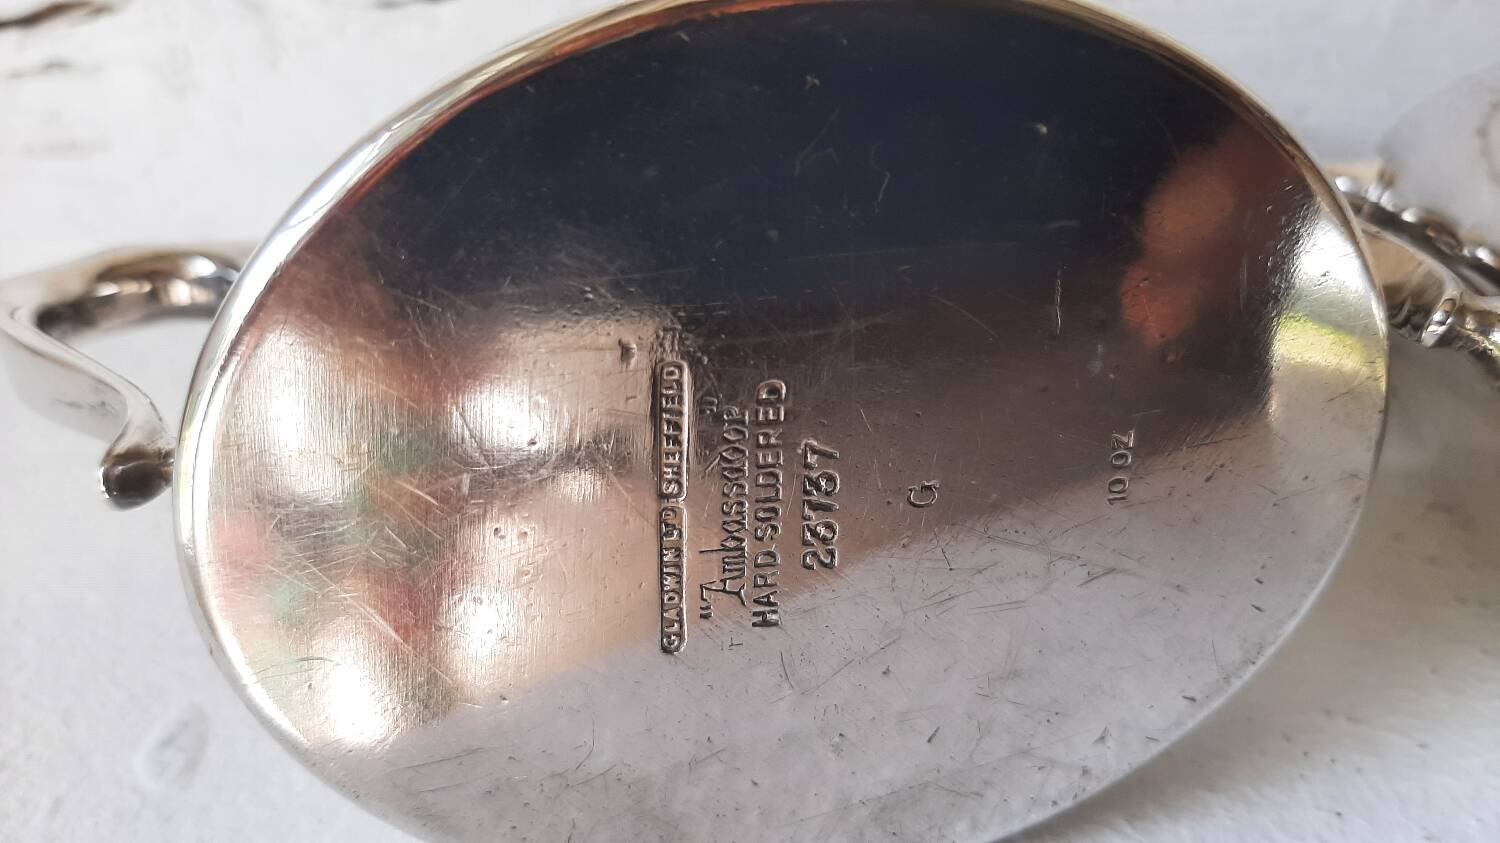 GLADWIN LTD SHEFFIELD
"Ambassador"
HARD SOLDERED
23737
G
10 OZ